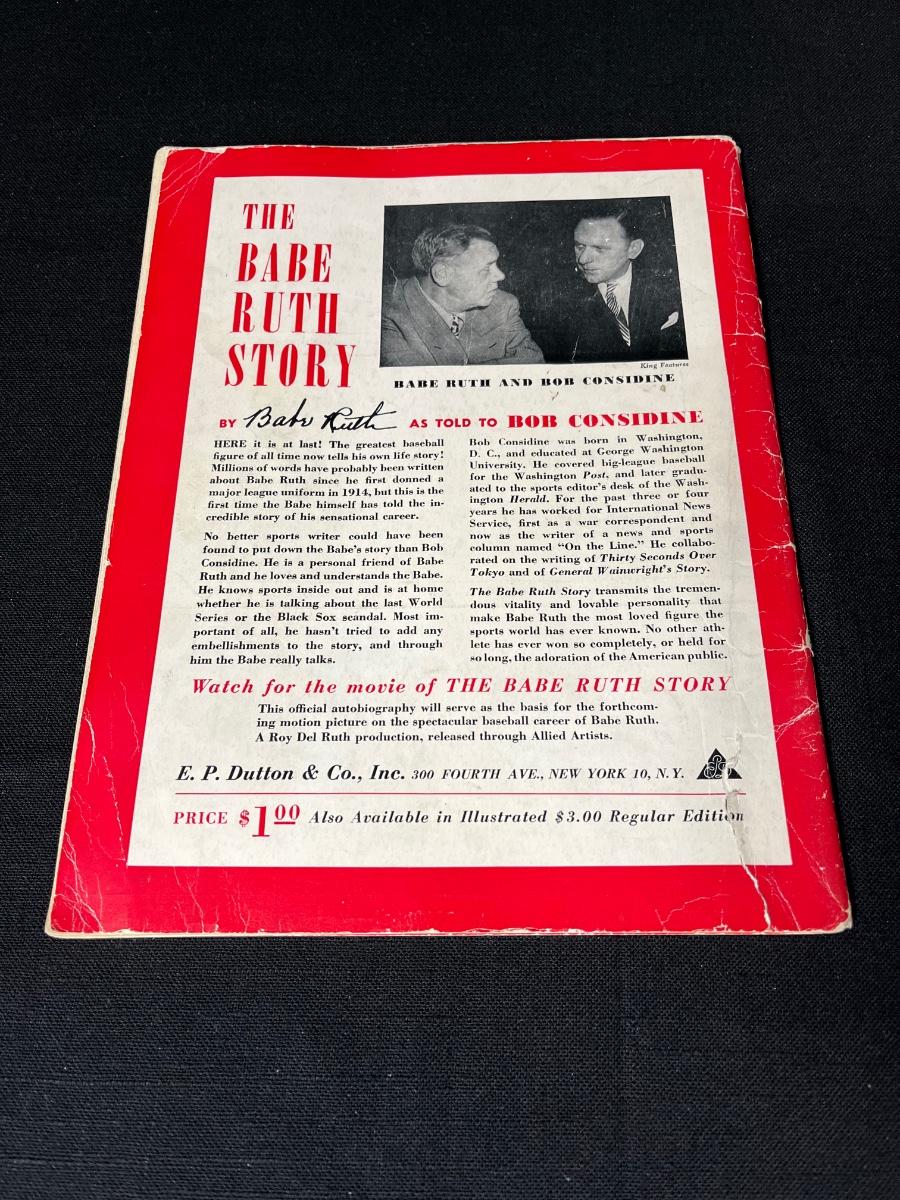 THE
BABE
RUTH
STORY
King Features
BABE RUTH AND BOB CONSIDINE
BY Babe Ruth AS TOLD TO BOB CONSIDINE
HERE it is at last! The greatest baseball
figure of all time now tells his own life story!
Millions of words have probably been written
about Babe Ruth since he first donned a
major league uniform in 1914, but this is the
first time the Babe himself has told the in-
credible story of his sensational career.
No better sports writer could have been
found to put down the Babe's story than Bob
Considine. He is a personal friend of Babe
Ruth and he loves and understands the Babe.
He knows sports inside out and is at home
whether he is talking about the last World
Series or the Black Sox scandal. Most im-
portant of all, he hasn't tried to add any
embellishments to the story, and through
him the Babe really talks.
Bob Considine was born in Washington,
D. C., and educated at George Washington
University. He covered big-league baseball
for the Washington Post, and later gradu-
ated to the sports editor's desk of the Wash-
ington Herald. For the past three or four
years he has worked for International News
Service, first as a war correspondent and
now as the writer of a news and sports
column named "On the Line." He collabo-
rated on the writing of Thirty Seconds Over
Tokyo and of General Wainwright's Story.
The Babe Ruth Story transmits the tremen-
dous vitality and lovable personality that
make Babe Ruth the most loved figure the
sports world has ever known. No other ath-
lete has ever won so completely, or held for
so long, the adoration of the American public.
Watch for the movie of THE BABE RUTH STORY
This official autobiography will serve as the basis for the forthcom-
ing motion picture on the spectacular baseball career of Babe Ruth.
A Roy Del Ruth production, released through Allied Artists.
E. P. Dutton & Co., Inc. 300 FOURTH AVE., NEW YORK 10, N. Y.
PRICE $1.00 Also Available in Illustrated $3.00 Regular Edition